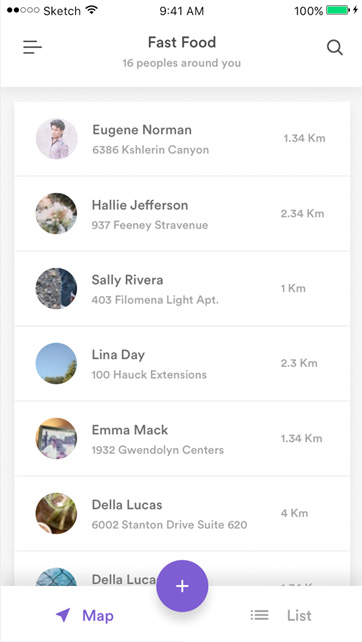 Sketch 9:41 AM 100%
Fast Food
16 peoples around you
Eugene Norman
1.34 Km
6386 Kshlerin Canyon
Hallie Jefferson
2.34 Km
937 Feeney Stravenue
Sally Rivera
1 Km
403 Filomena Light Apt.
Lina Day
2.3 Km
100 Hauck Extensions
Emma Mack
1.34 Km
1932 Gwendolyn Centers
Della Lucas
4 Km
6002 Stanton Drive Suite 620
Della Lucas
+
Map List